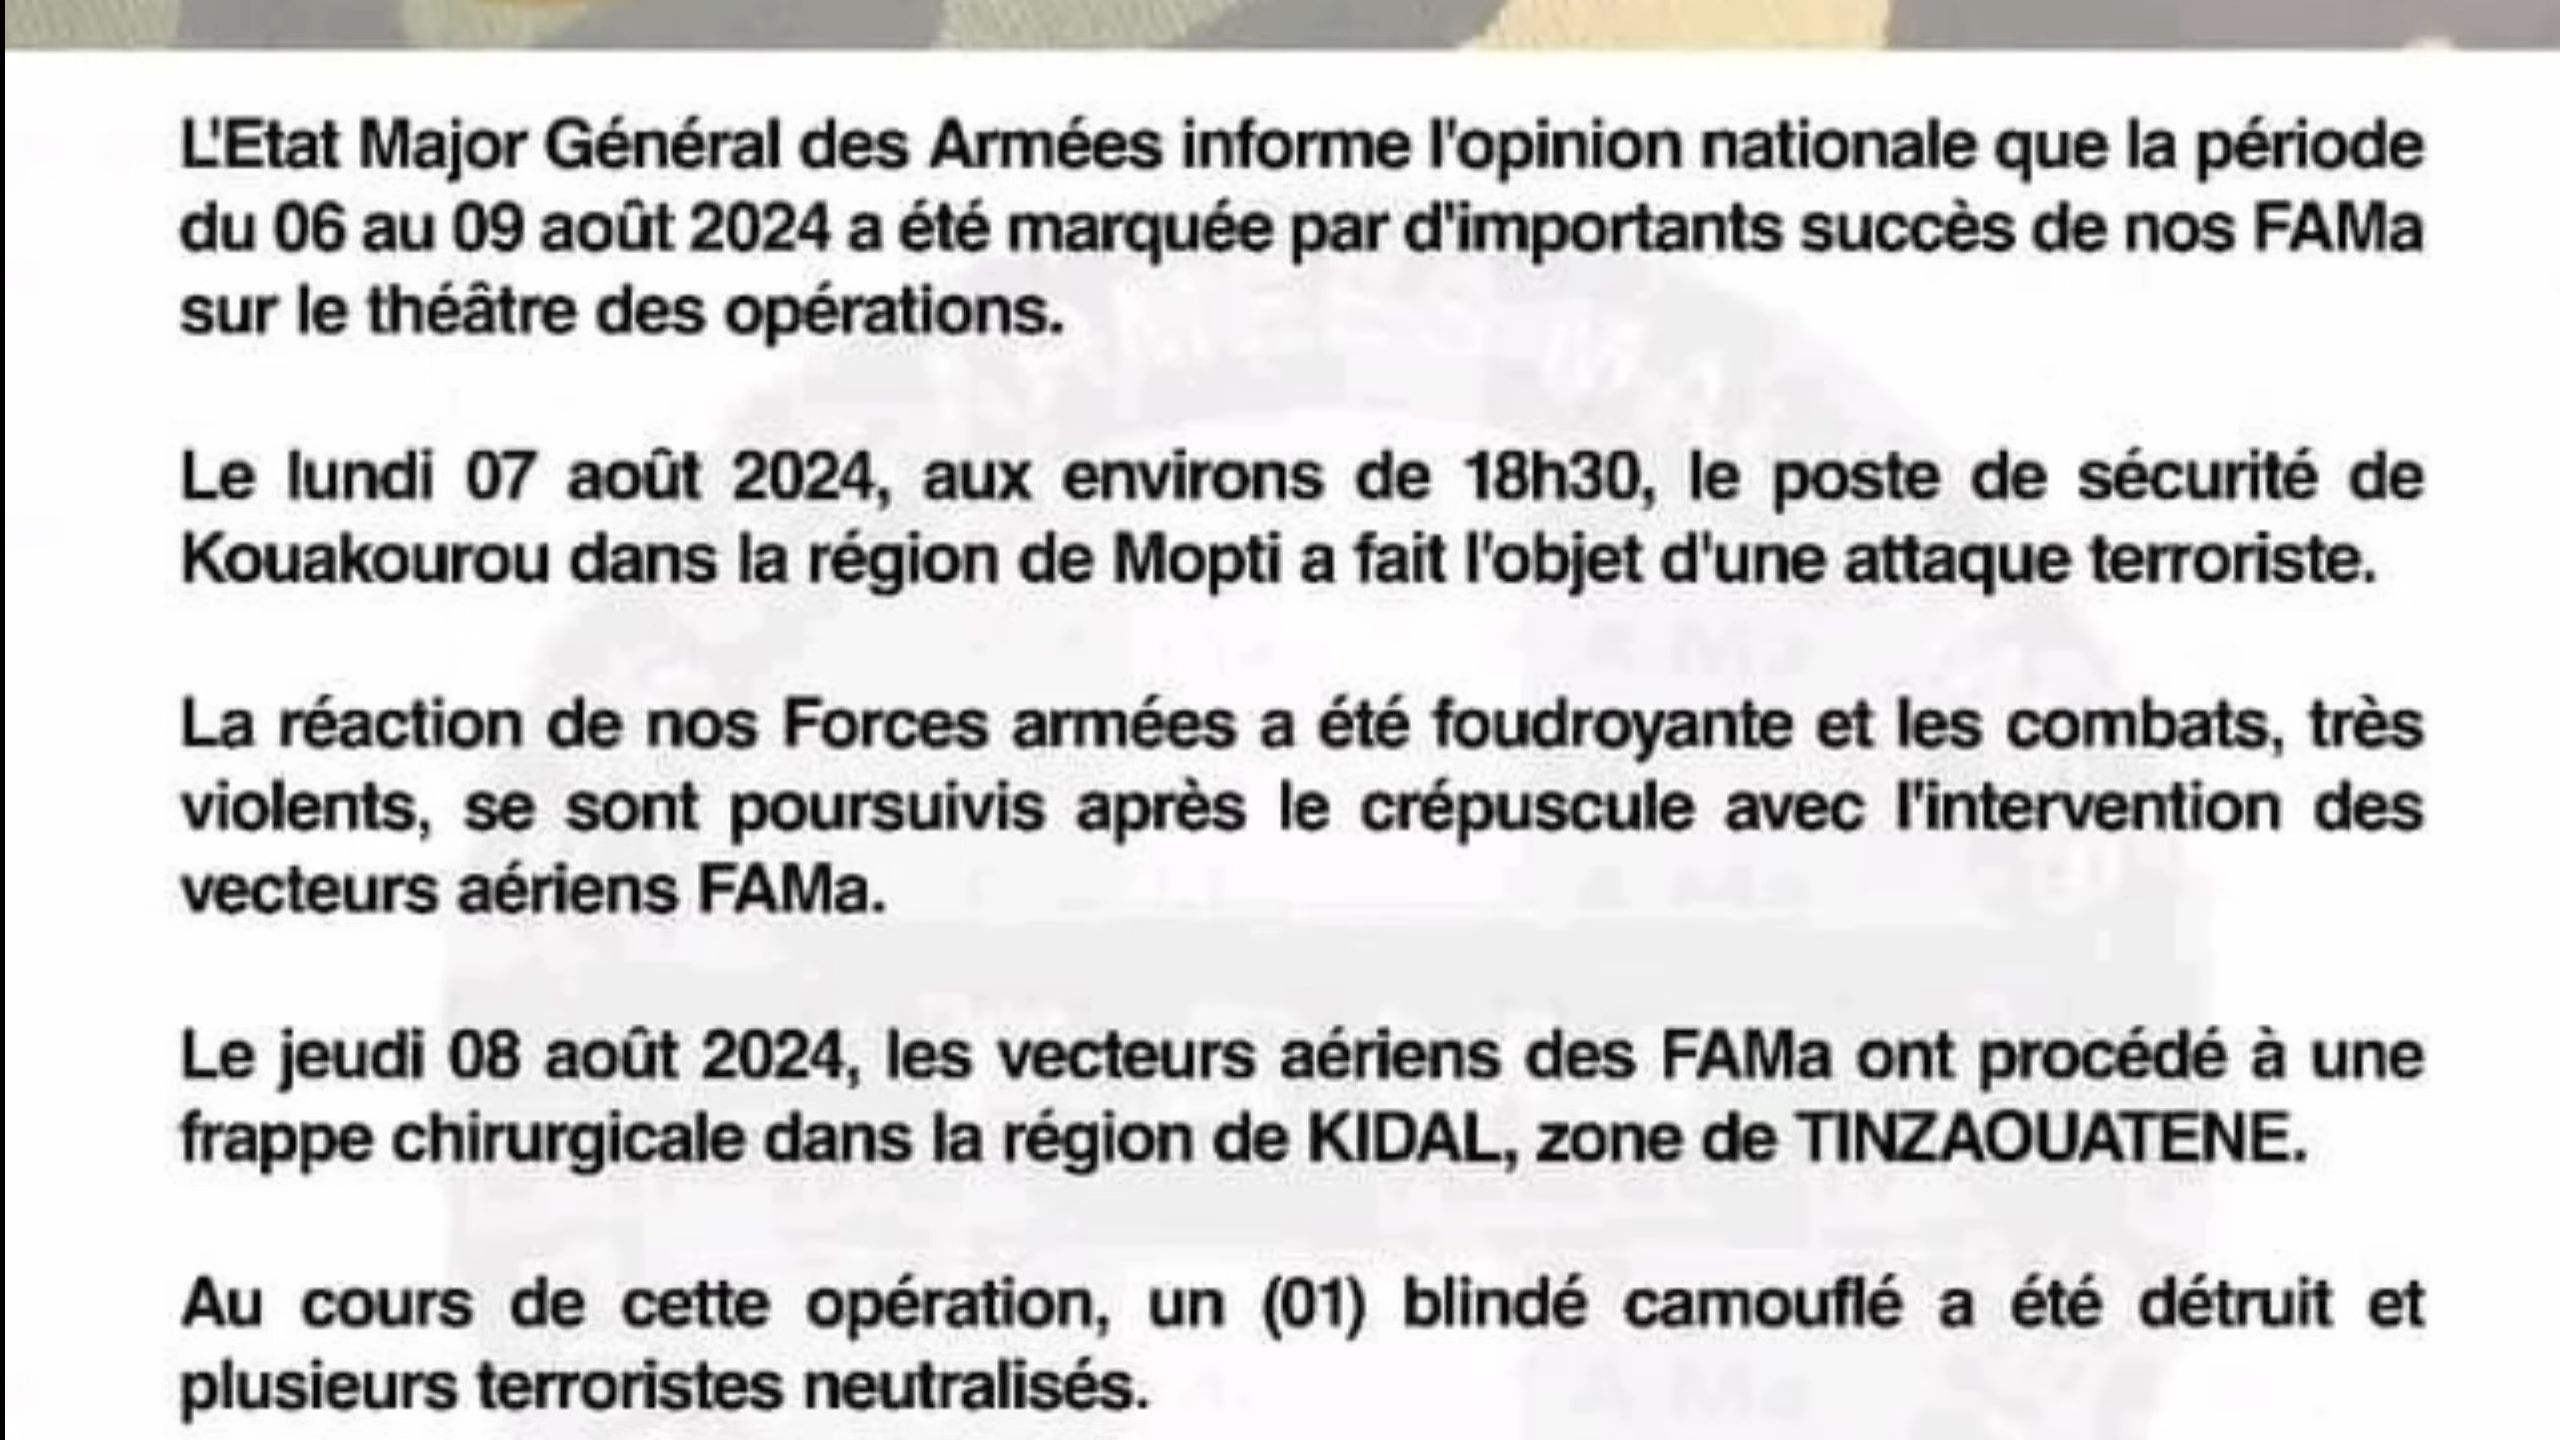 L'Etat Major Général des Armées informe l'opinion nationale que la période
du 06 au 09 août 2024 a été marquée par d'importants succès de nos FAMa
sur le théâtre des opérations.
Le lundi 07 août 2024, aux environs de 18h30, le poste de sécurité de
Kouakourou dans la région de Mopti a fait l'objet d'une attaque terroriste.
La réaction de nos Forces armées a été foudroyante et les combats, très
violents, se sont poursuivis après le crépuscule avec l'intervention des
vecteurs aériens FAMa.
Le jeudi 08 août 2024, les vecteurs aériens des FAMa ont procédé à une
frappe chirurgicale dans la région de KIDAL, zone de TINZAOUATENE.
Au cours de cette opération, un (01) blindé camouflé a été détruit et
plusieurs terroristes neutralisés.